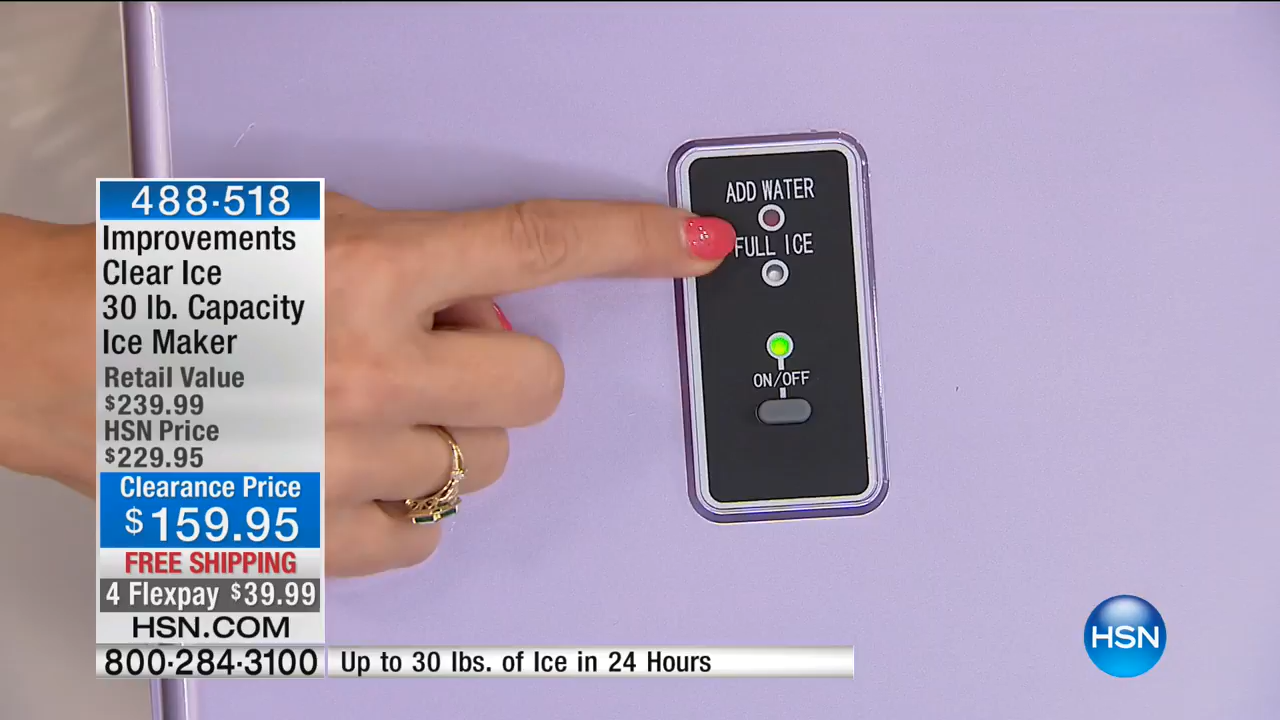 488-518
Improvements
Clear Ice
30 lb. Capacity
Ice Maker
Retail Value
$239.99
HSN Price
$229.95
Clearance Price
$159.95
FREE SHIPPING
4 Flexpay $39.99
HSN.COM
800-284-3100
Up to 30 lbs. of Ice in 24 Hours
ADD WATER
FULL ICE
ON/OFF
HSN